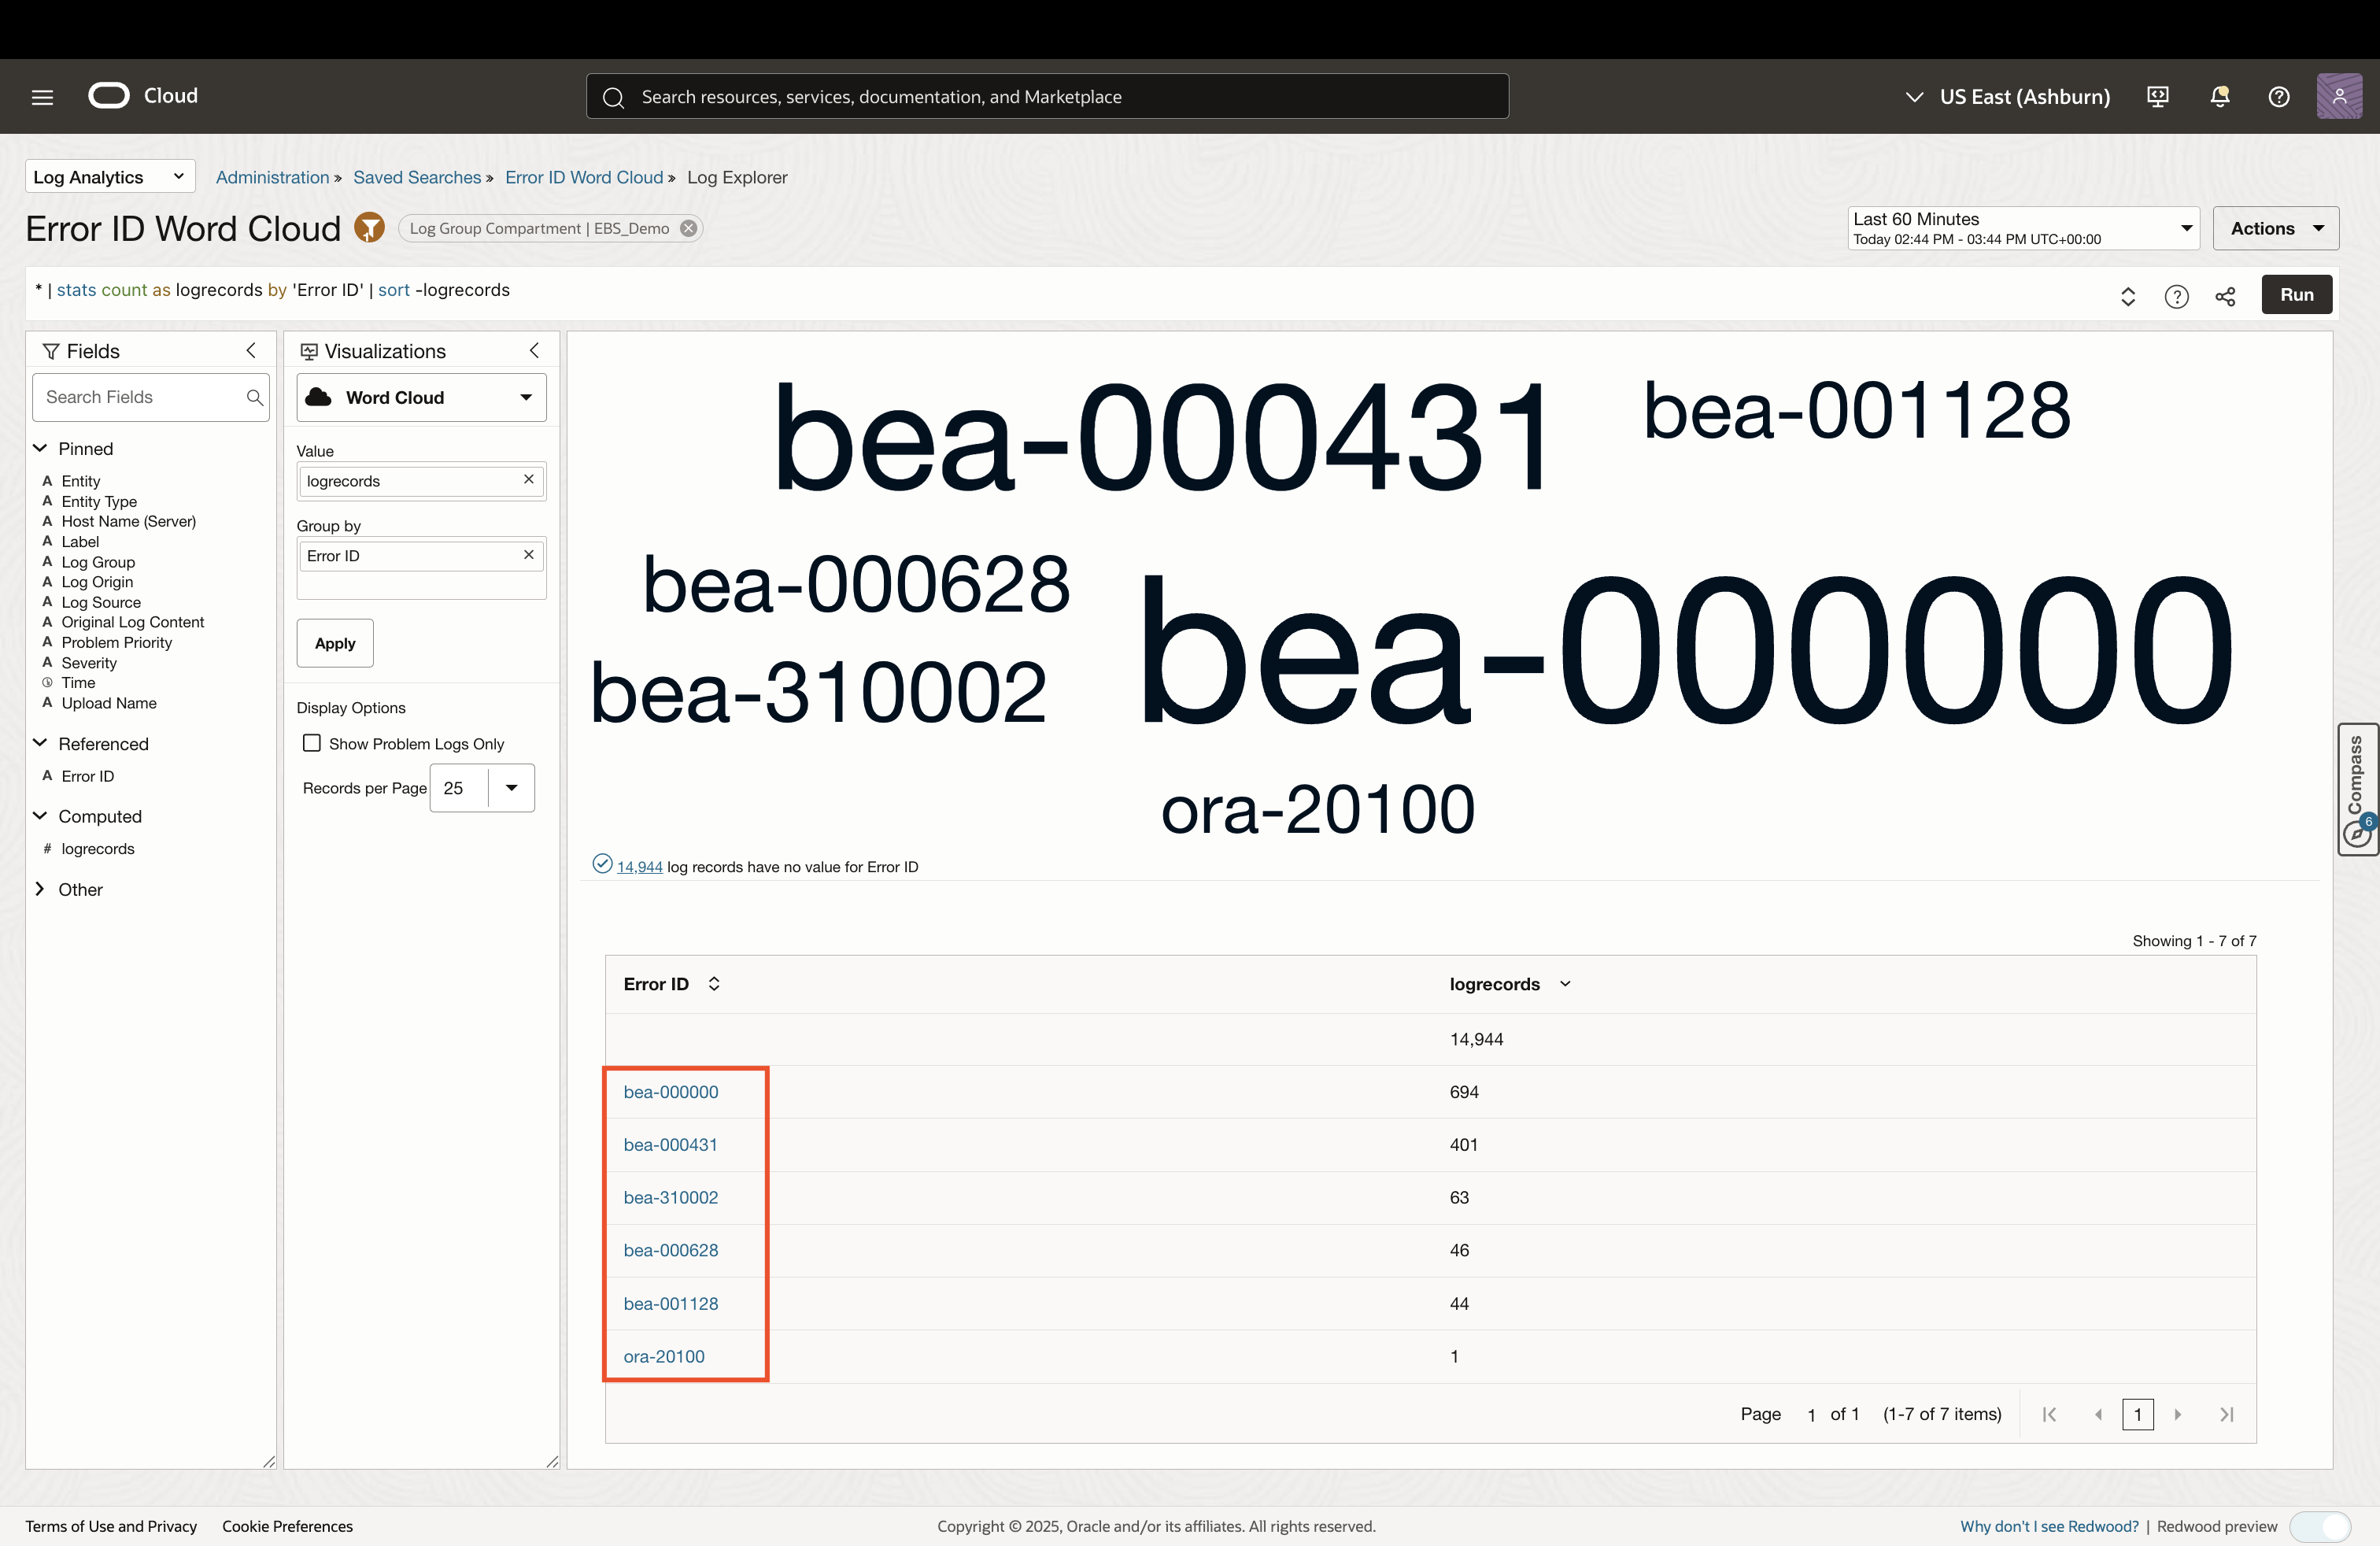 Cloud
Search resources, services, documentation, and Marketplace
US East (Ashburn)
Log Analytics
Administration » Saved Searches » Error ID Word Cloud » Log Explorer
Error ID Word Cloud
Log Group Compartment | EBS_Demo
Last 60 Minutes
Today 02:44 PM - 03:44 PM UTC+00:00
Actions
* | stats count as logrecords by 'Error ID' | sort -logrecords
Run
Fields
Search Fields
Pinned
A Entity
A Entity Type
A Host Name (Server)
A Label
A Log Group
A Log Origin
A Log Source
A Original Log Content
A Problem Priority
A Severity
Time
A Upload Name
Referenced
A Error ID
Computed
# logrecords
Other
Visualizations
Word Cloud
Value
logrecords
Group by
Error ID
Apply
Display Options
Show Problem Logs Only
Records per Page 25
bea-000431
bea-001128
bea-000628
bea-000000
bea-310002
ora-20100
14,944 log records have no value for Error ID
Showing 1 - 7 of 7
Error ID logrecords
14,944
bea-000000 694
bea-000431 401
bea-310002 63
bea-000628 46
bea-001128 44
ora-20100 1
Page 1 of 1 (1-7 of 7 items) 1
Compass
6
Terms of Use and Privacy Cookie Preferences
Copyright © 2025, Oracle and/or its affiliates. All rights reserved.
Why don't I see Redwood? | Redwood preview